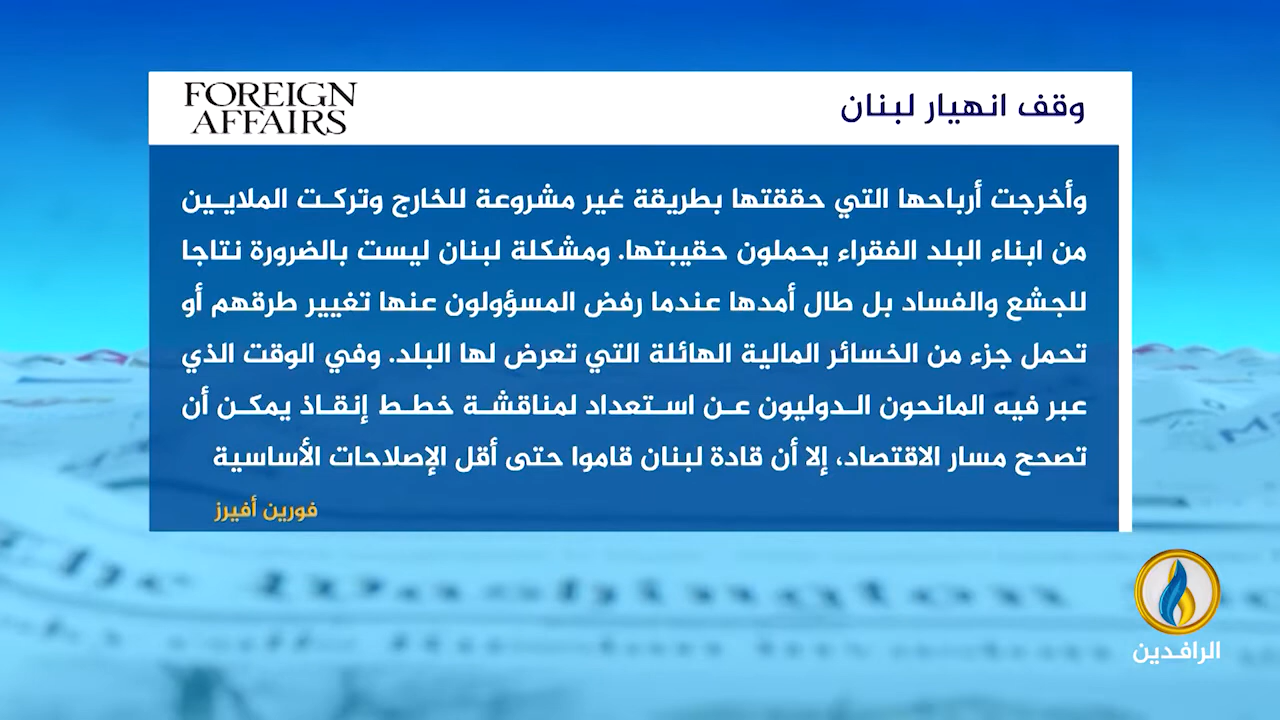 FOREIGN
AFFAIRS
وقف انهيار لبنان
وأخرجت أرباحها التي حققتها بطريقة غير مشروعة للخارج وتركت الملايين
من ابناء البلد الفقراء يحملون حقيبتها. ومشكلة لبنان ليست بالضرورة نتاجا
للجشع والفساد بل طال أمدها عندما رفض المسؤولون عنها تغيير طرقهم أو
تحمل جزء من الخسائر المالية الهائلة التي تعرض لها البلد. وفي الوقت الذي
عبر فيه المانحون الدوليون عن استعداد لمناقشة خطط إنقاذ يمكن أن
تصحح مسار الاقتصاد، إلا أن قادة لبنان قاموا حتى أقل الإصلاحات الأساسية
فورين أفيرز
الرافدين